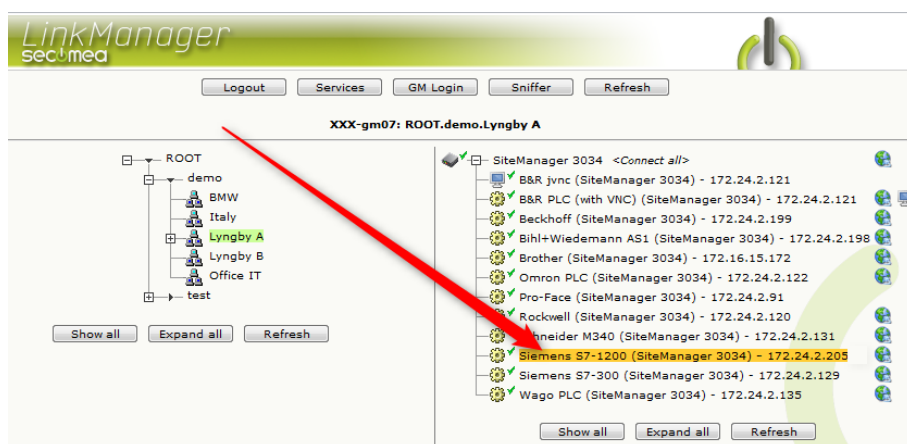 LinkManager
secomea
Logout Services GM Login Sniffer Refresh
XXX-gm07: ROOT.demo.Lyngby A
ROOT
demo
BMW
Italy
Lyngby A
Lyngby B
Office IT
test
Show all Expand all Refresh
SiteManager 3034 <Connect all>
B&R jvnc (SiteManager 3034) - 172.24.2.121
B&R PLC (with VNC) (SiteManager 3034) - 172.24.2.121
Beckhoff (SiteManager 3034) - 172.24.2.199
Bihl+Wiedemann AS1 (SiteManager 3034) - 172.24.2.198
Brother (SiteManager 3034) - 172.16.15.172
Omron PLC (SiteManager 3034) - 172.24.2.122
Pro-Face (SiteManager 3034) - 172.24.2.91
Rockwell (SiteManager 3034) - 172.24.2.120
hneider M340 (SiteManager 3034) - 172.24.2.131
Siemens S7-1200 (SiteManager 3034) - 172.24.2.205
Siemens S7-300 (SiteManager 3034) - 172.24.2.129
Wago PLC (SiteManager 3034) - 172.24.2.135
Show all Expand all Refresh